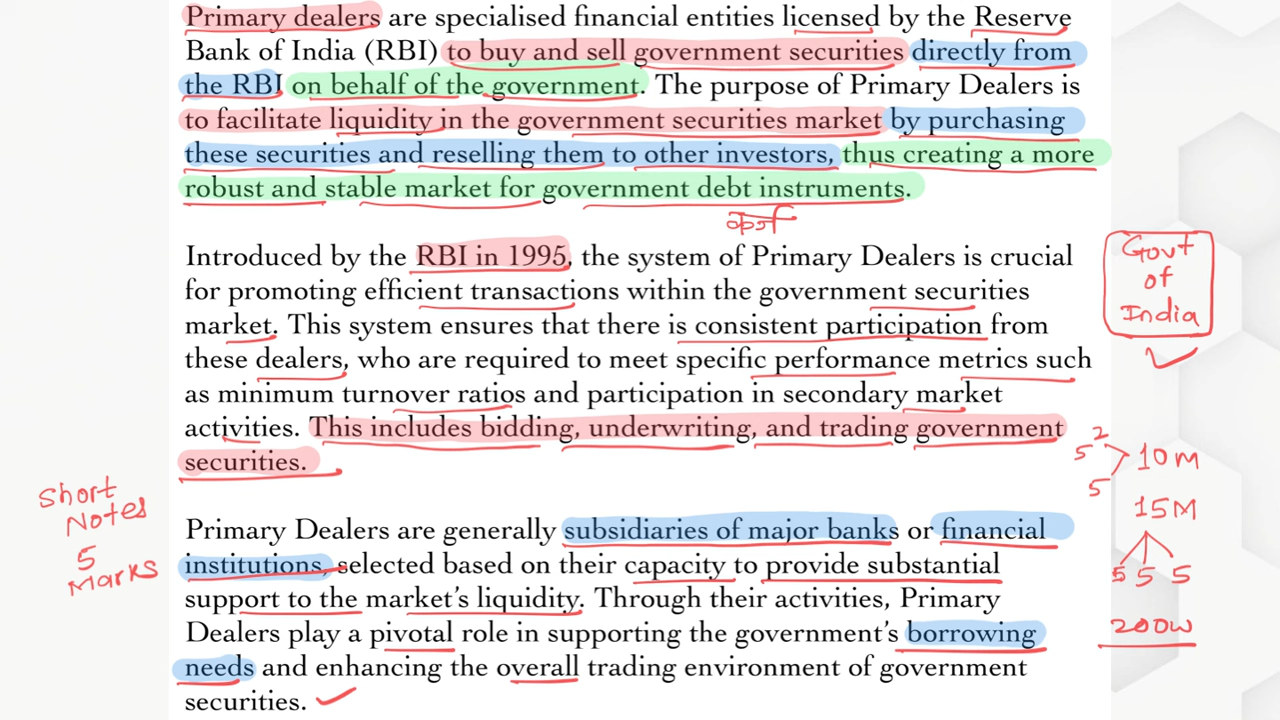 Primary dealers are specialised financial entities licensed by the Reserve
Bank of India (RBI) to buy and sell government securities directly from
the RBI on behalf of the government. The purpose of Primary Dealers is
to facilitate liquidity in the government securities market by purchasing
these securities and reselling them to other investors, thus creating a more
robust and stable market for government debt instruments.
कर्ज
Introduced by the RBI in 1995, the system of Primary Dealers is crucial
for promoting efficient transactions within the government securities
market. This system ensures that there is consistent participation from
these dealers, who are required to meet specific performance metrics such
as minimum turnover ratios and participation in secondary market
activities. This includes bidding, underwriting, and trading government
securities.
Primary Dealers are generally subsidiaries of major banks or financial
institutions, selected based on their capacity to provide substantial
support to the market's liquidity. Through their activities, Primary
Dealers play a pivotal role in supporting the government's borrowing
needs and enhancing the overall trading environment of government
securities.
Short
Notes
5
Marks
Govt
of
India
5 2
5
10M
15M
5 5 5
200W